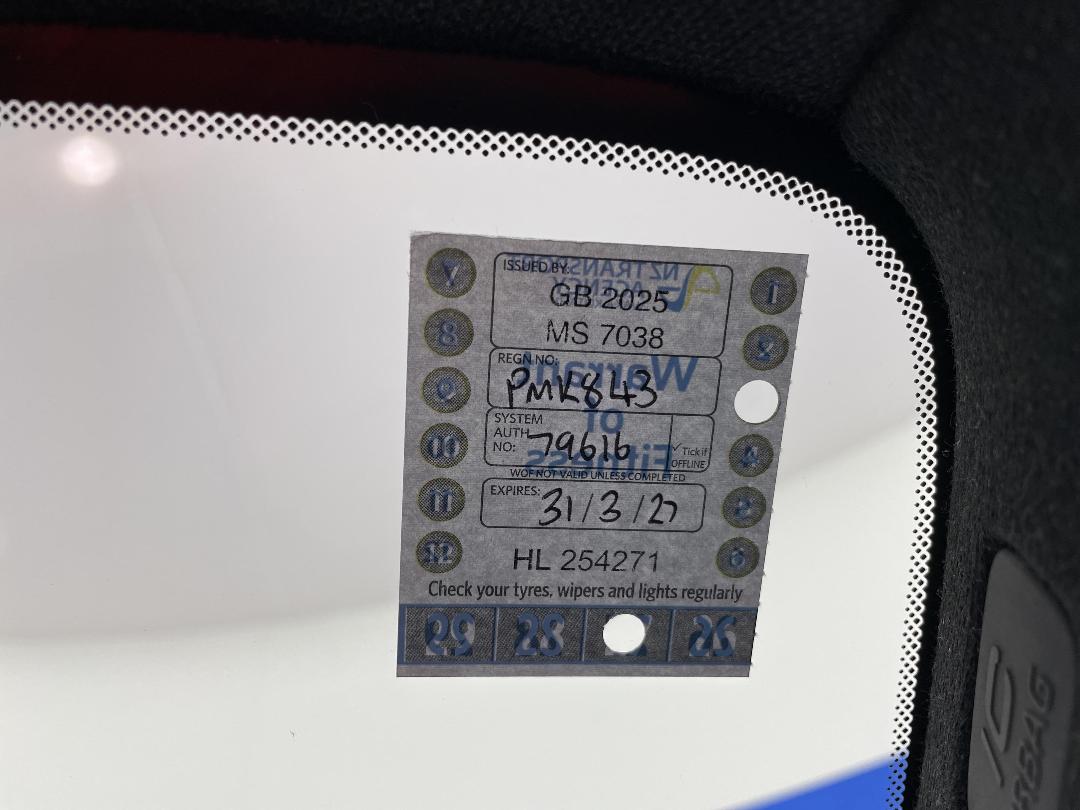 ISSUED BY:
GB 2025
MS 7038
REGN NO:
PMK843
SYSTEM
AUTH
NO:
79616
✓ Tick if
OFFLINE
WOF NOT VALID UNLESS COMPLETED
EXPIRES:
31/3/27
HL 254271
Check your tyres, wipers and lights regularly
NZ TRANSPORT
AGENCY
Warrant
of
Fitness
7
8
9
10
11
12
1
2
4
5
6
29
28
26